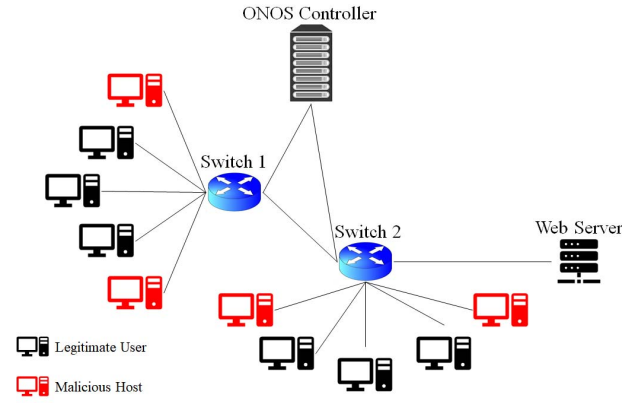 ONOS Controller
Switch 1
Switch 2
Web Server
Legitimate User
Malicious Host